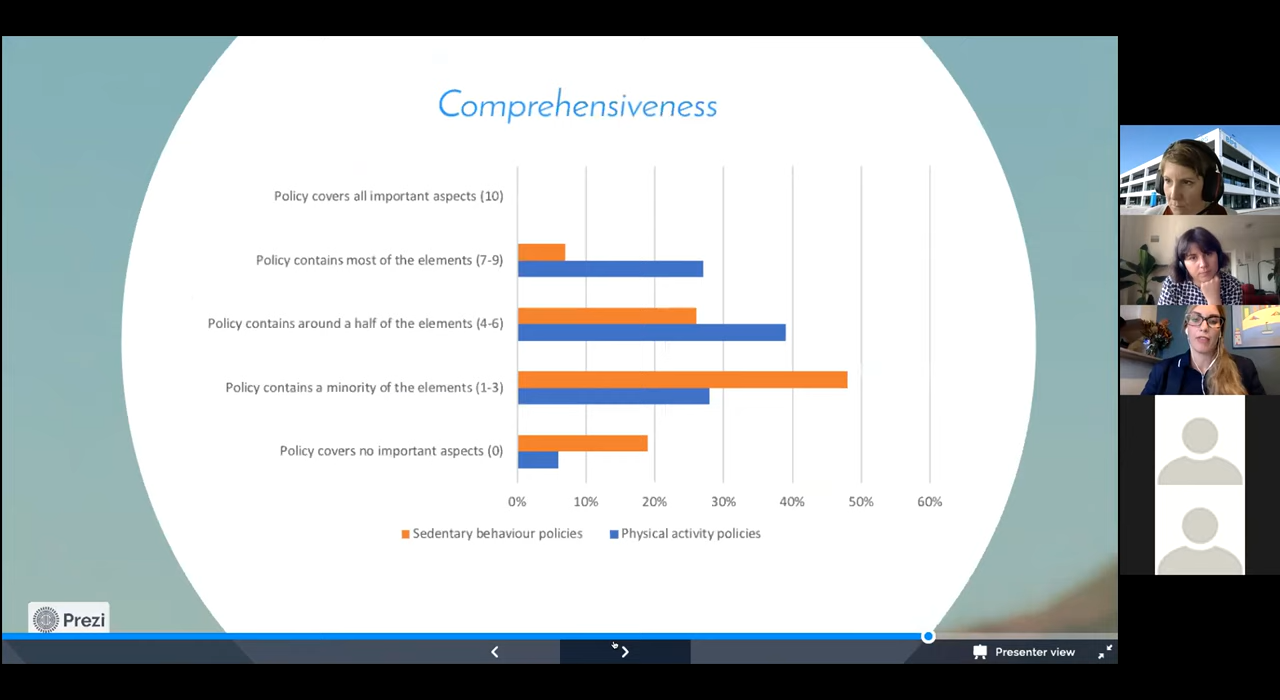 Comprehensiveness
Policy covers all important aspects (10)
Policy contains most of the elements (7-9)
Policy contains around a half of the elements (4-6)
Policy contains a minority of the elements (1-3)
Policy covers no important aspects (0)
0% 10% 20% 30% 40% 50% 60%
Sedentary behaviour policies Physical activity policies
Prezi
Presenter view